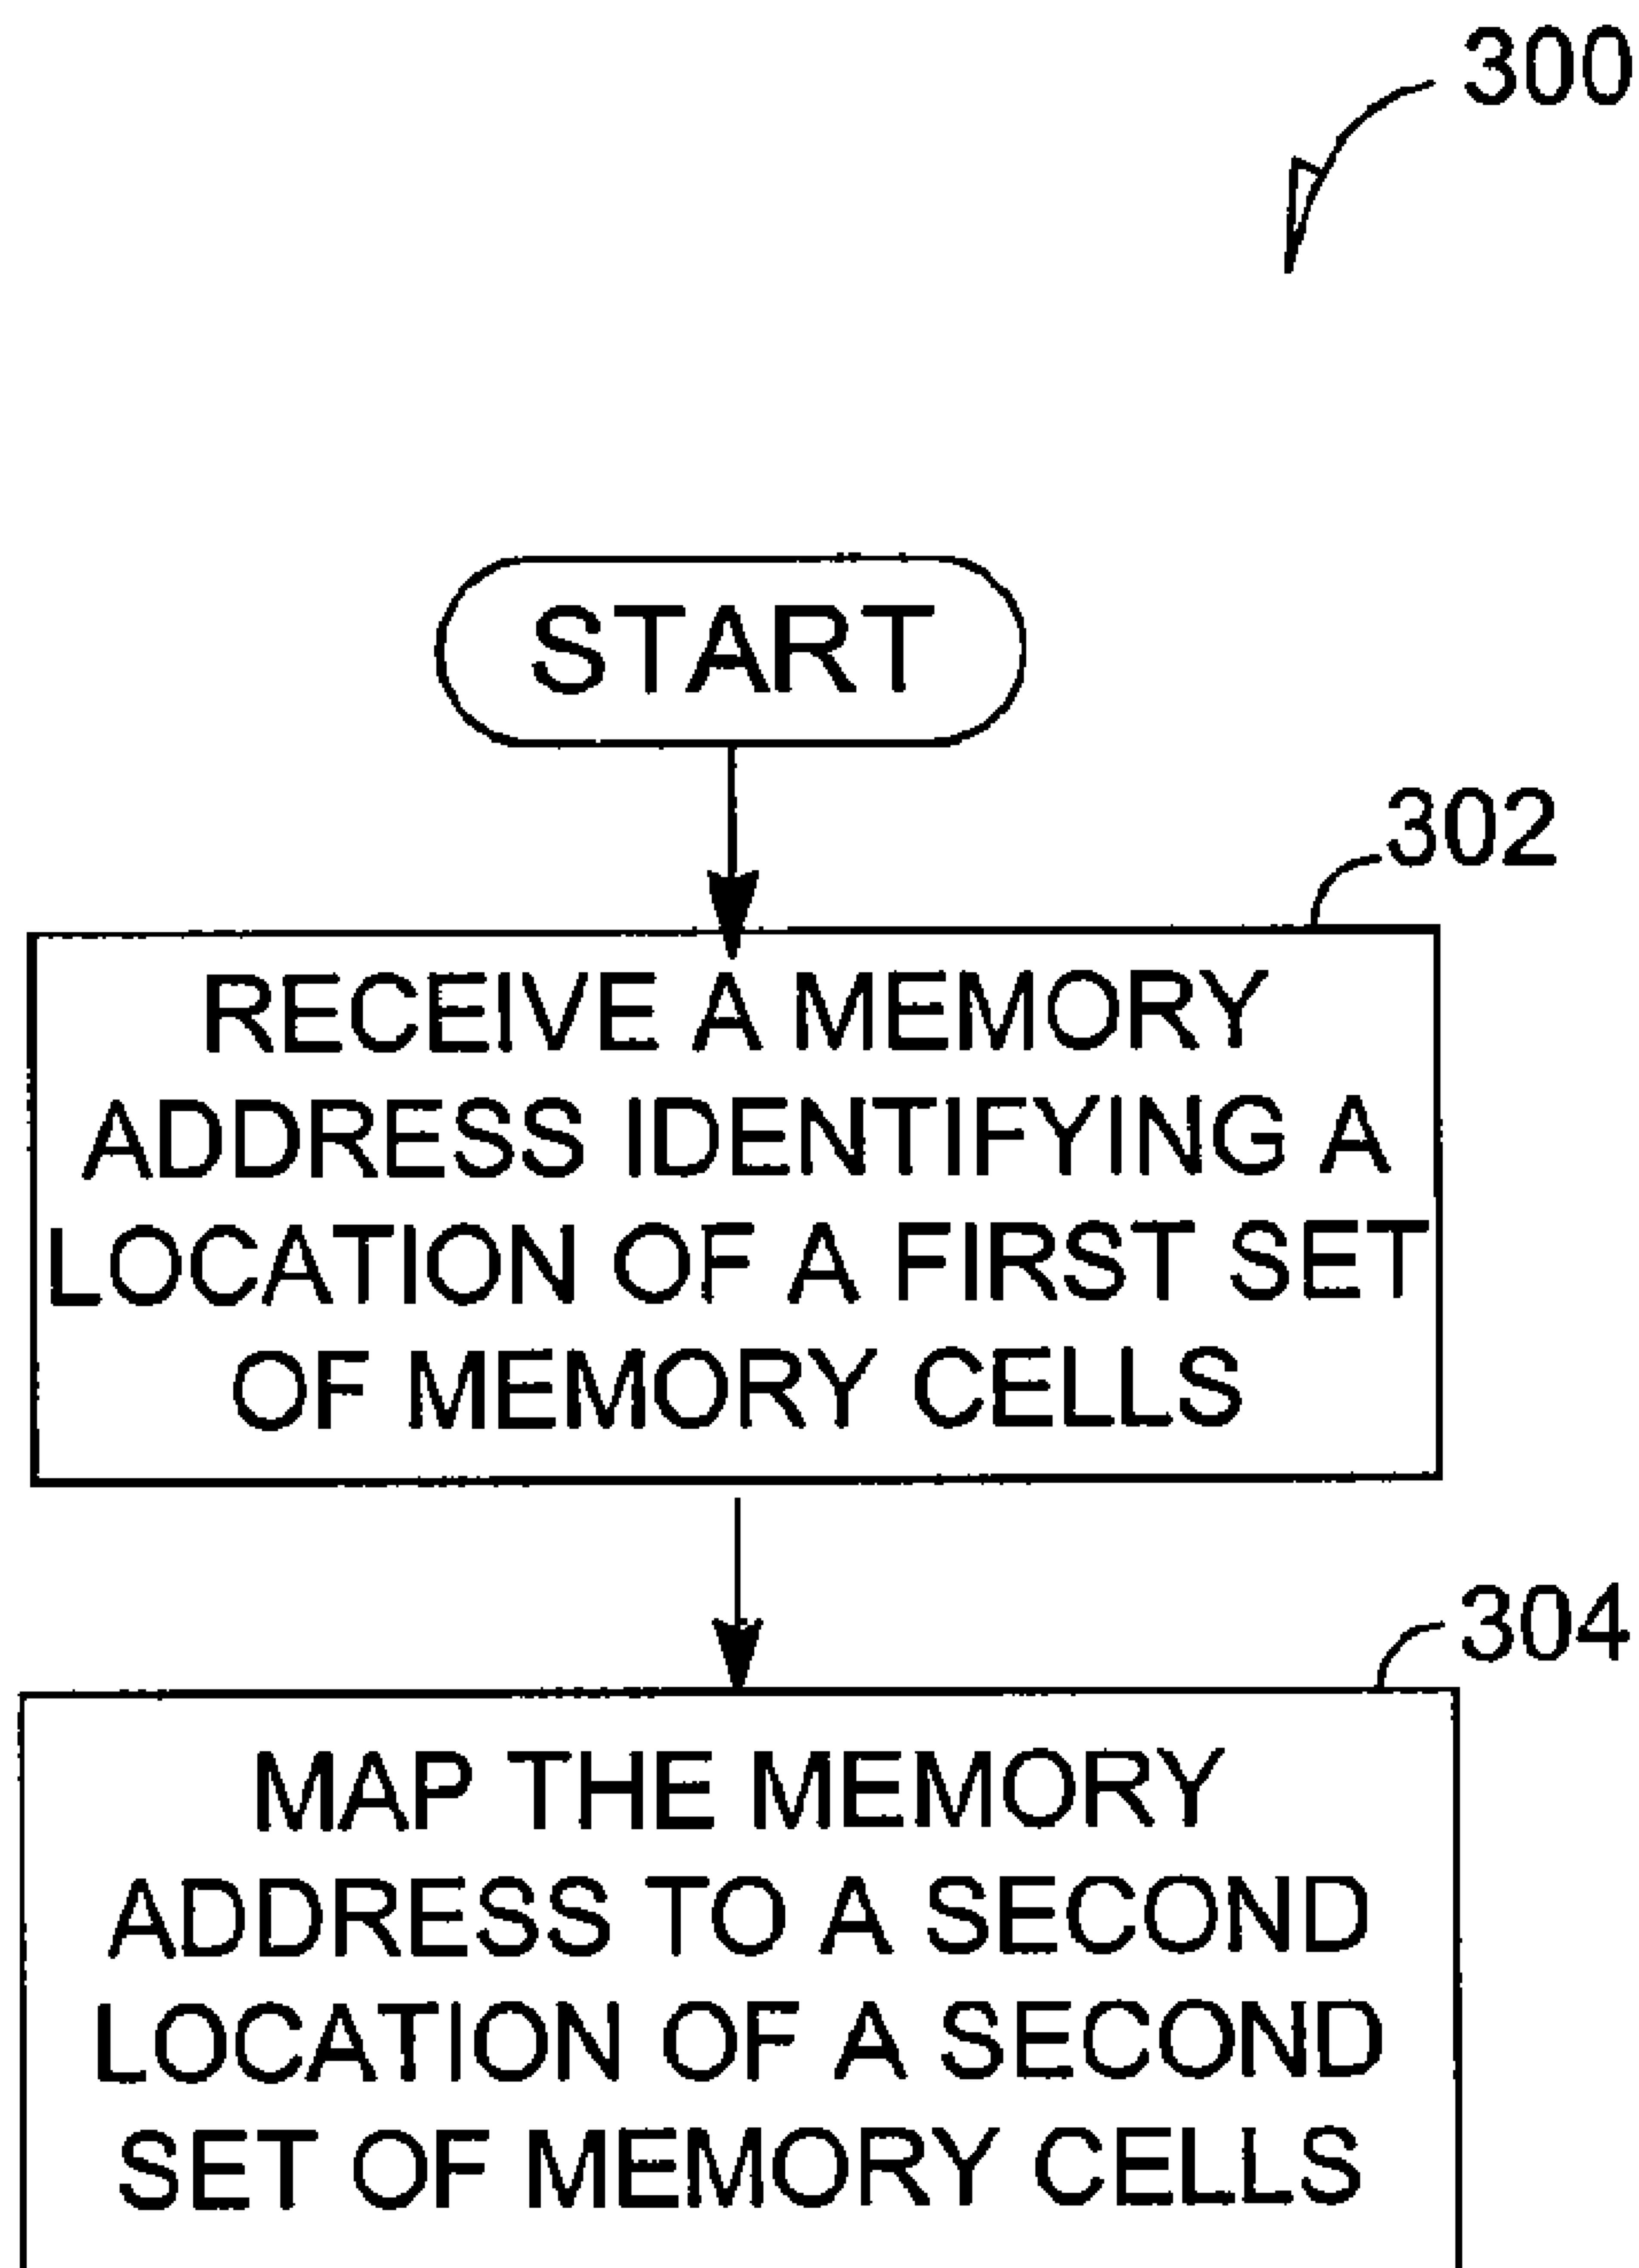 300
START
302
RECEIVE A MEMORY
ADDRESS IDENTIFYING A
LOCATION OF A FIRST SET
OF MEMORY CELLS
304
MAP THE MEMORY
ADDRESS TO A SECOND
LOCATION OF A SECOND
SET OF MEMORY CELLS